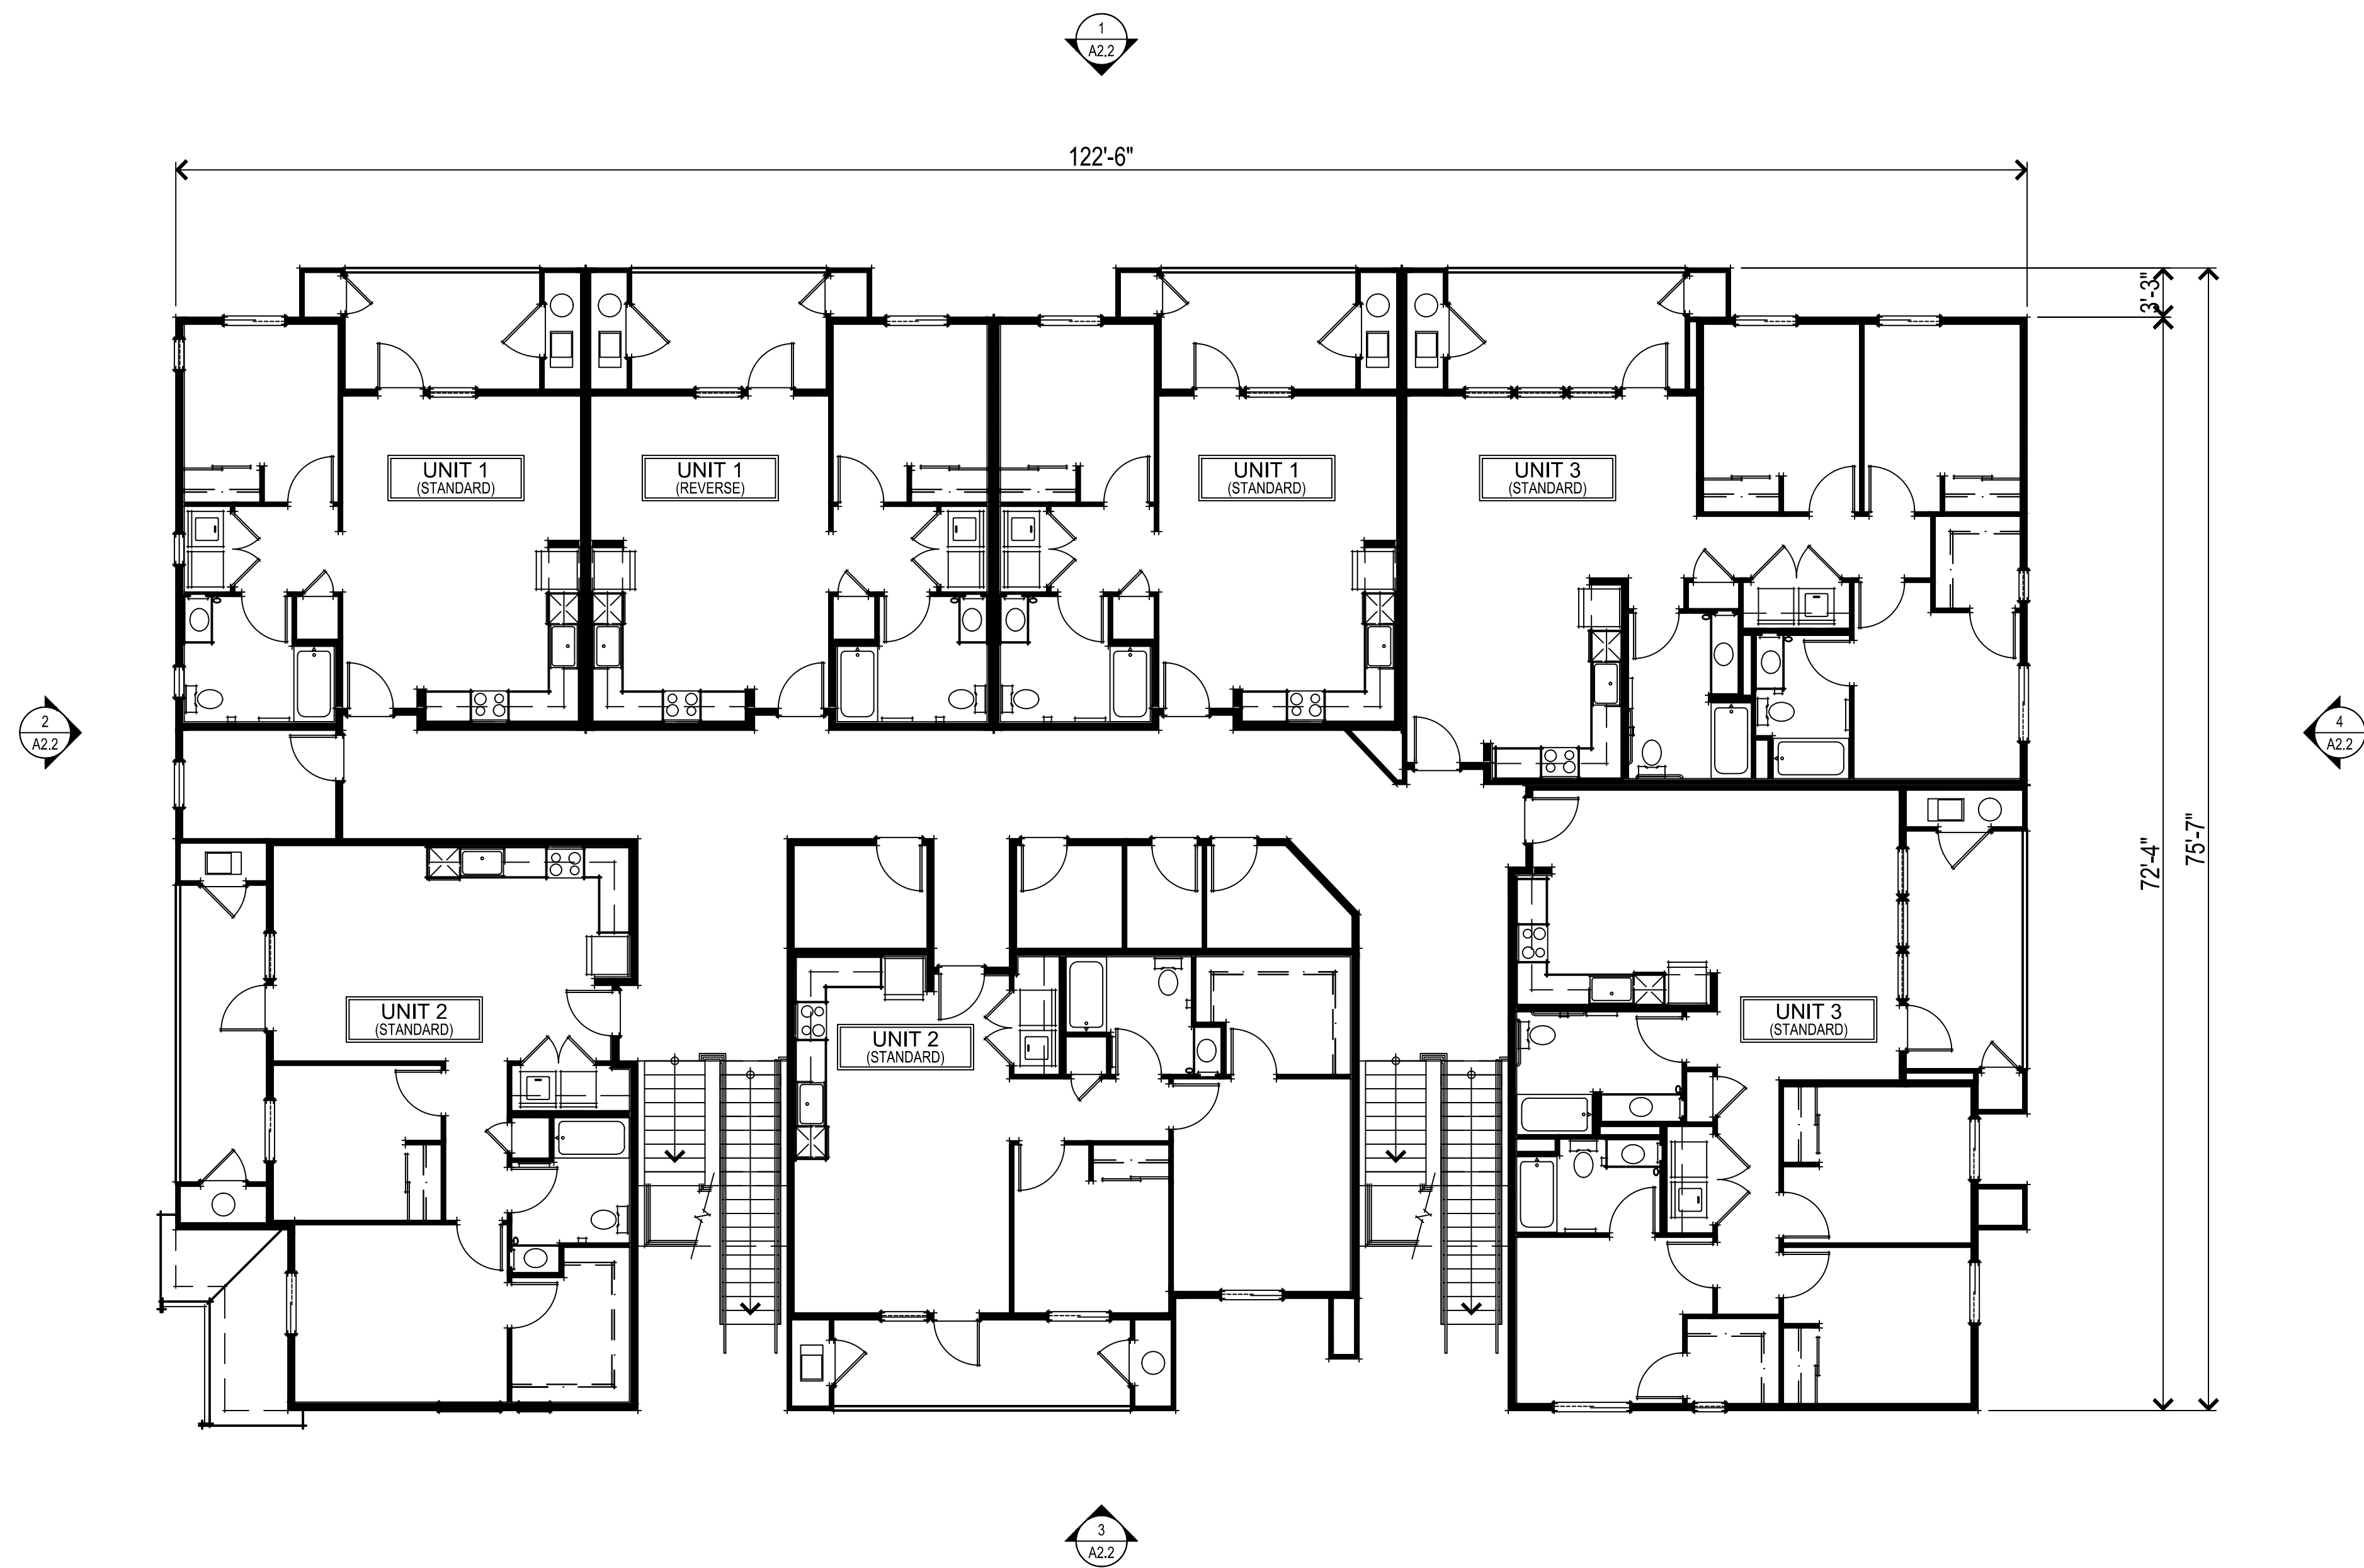 1
A2.2
122'-6"
3'-3"
UNIT 1
(STANDARD)
UNIT 1
(REVERSE)
UNIT 1
(STANDARD)
UNIT 3
(STANDARD)
2
A2.2
4
A2.2
72'-4"
75'-7"
UNIT 2
(STANDARD)
UNIT 2
(STANDARD)
UNIT 3
(STANDARD)
3
A2.2